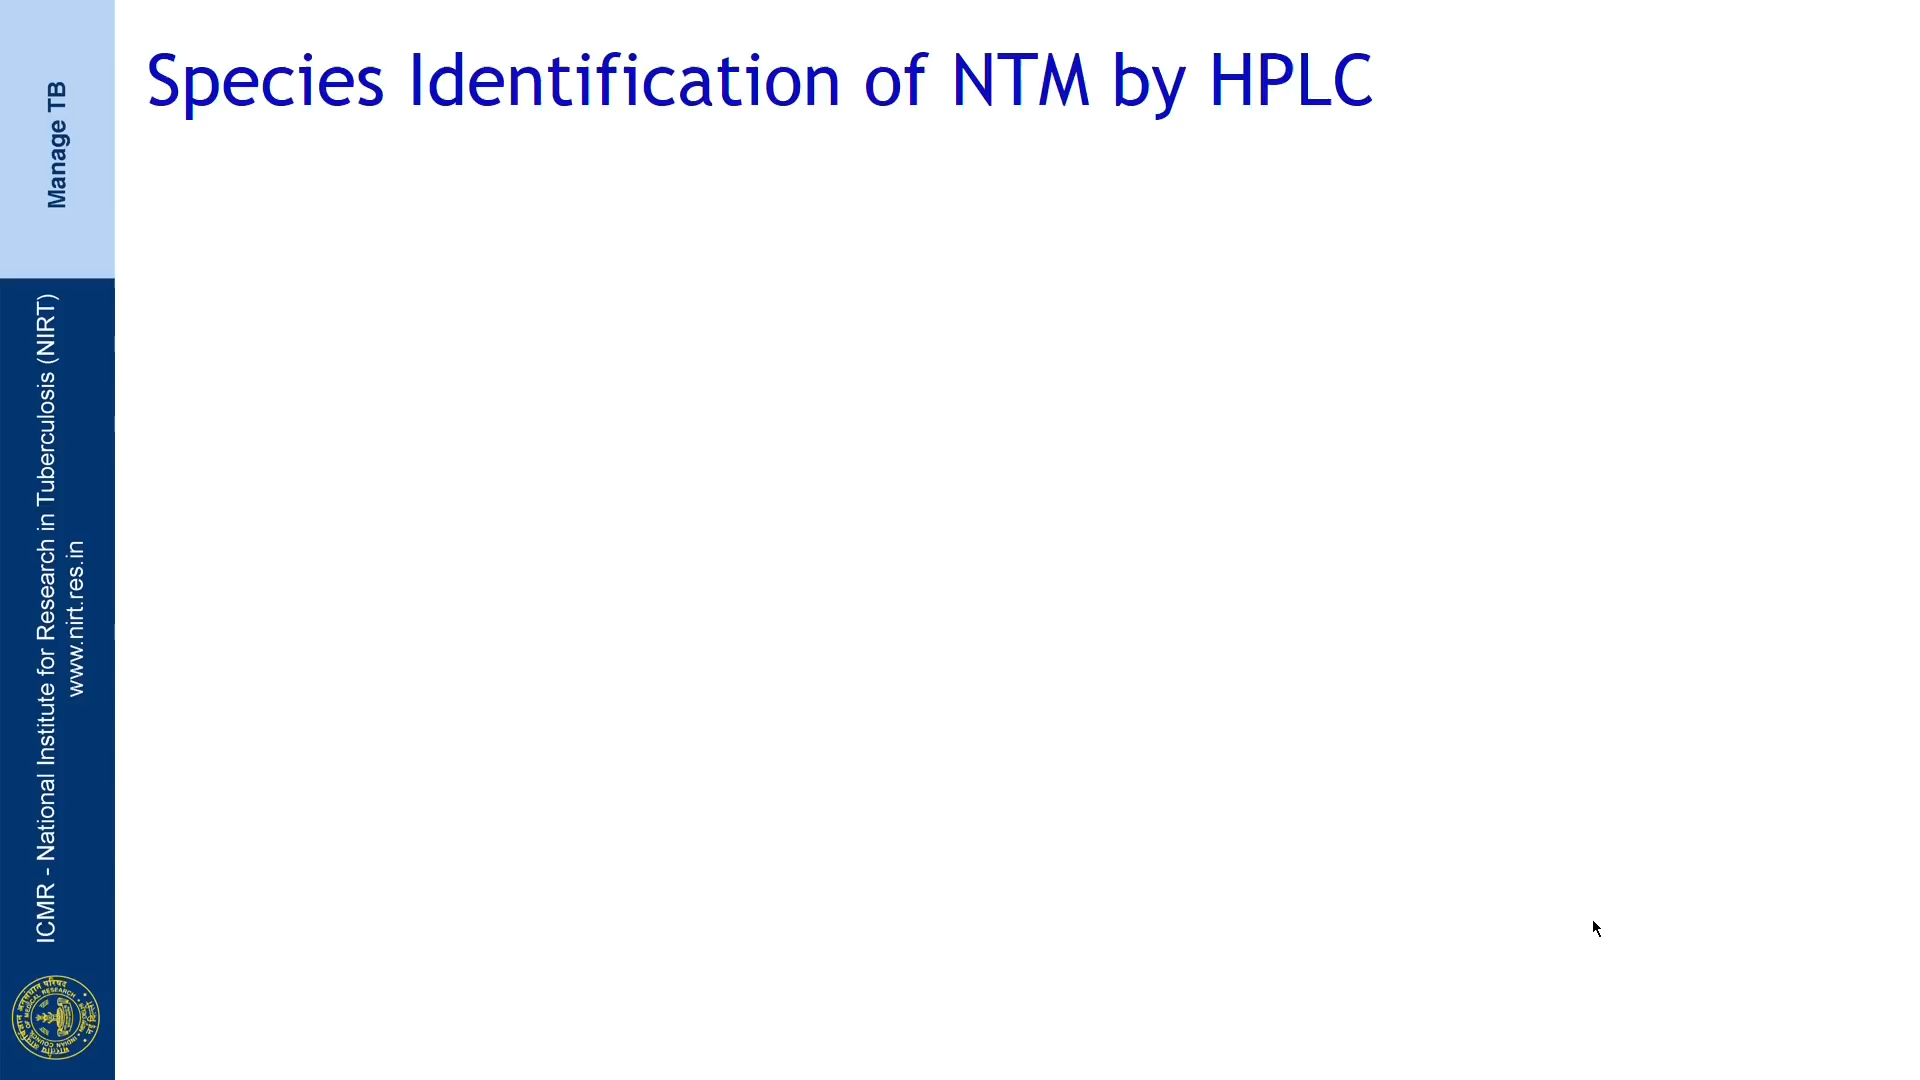 Species Identification of NTM by HPLC
Manage TB
ICMR - National Institute for Research in Tuberculosis (NIRT)
www.nirt.res.in